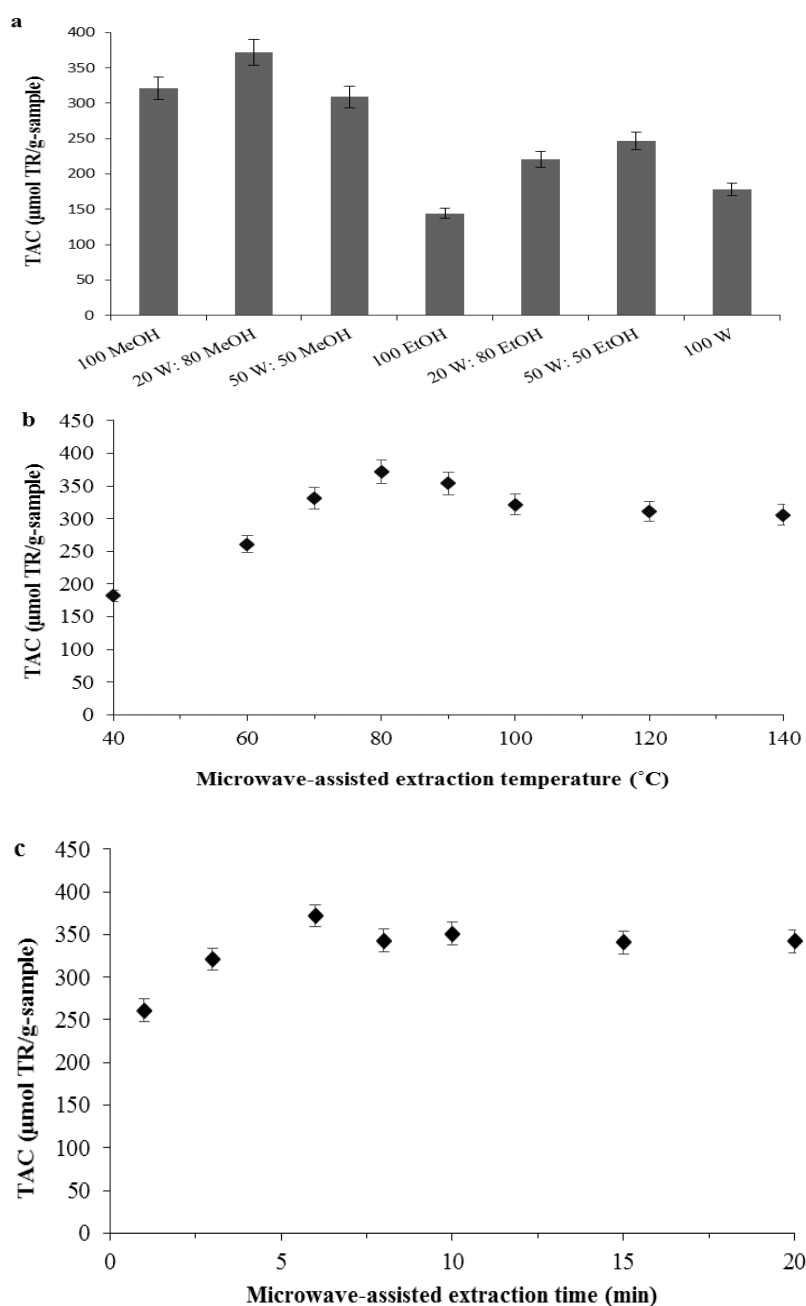 a
TAC (µmol TR/g-sample)
400
350
300
250
200
150
100
50
0
100 MeOH
20 W: 80 MeOH
50 W: 50 MeOH
100 EtOH
20 W: 80 EtOH
50 W: 50 EtOH
100 W
b
TAC (µmol TR/g-sample)
450
400
350
300
250
200
150
100
50
0
40 60 80 100 120 140
Microwave-assisted extraction temperature (˚C)
c
TAC (µmol TR/g-sample)
450
400
350
300
250
200
150
100
50
0
0 5 10 15 20
Microwave-assisted extraction time (min)